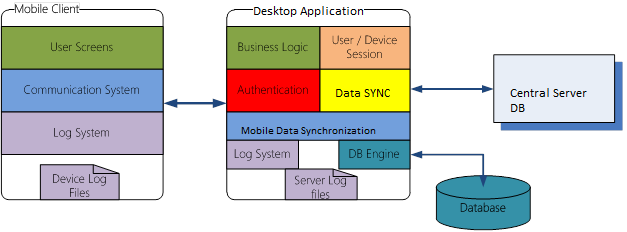 Mobile Client
User Screens
Communication System
Log System
Device Log
Files
Desktop Application
Business Logic
User / Device
Session
Authentication
Data SYNC
Mobile Data Synchronization
Log System
DB Engine
Server Log
files
Central Server
DB
Database